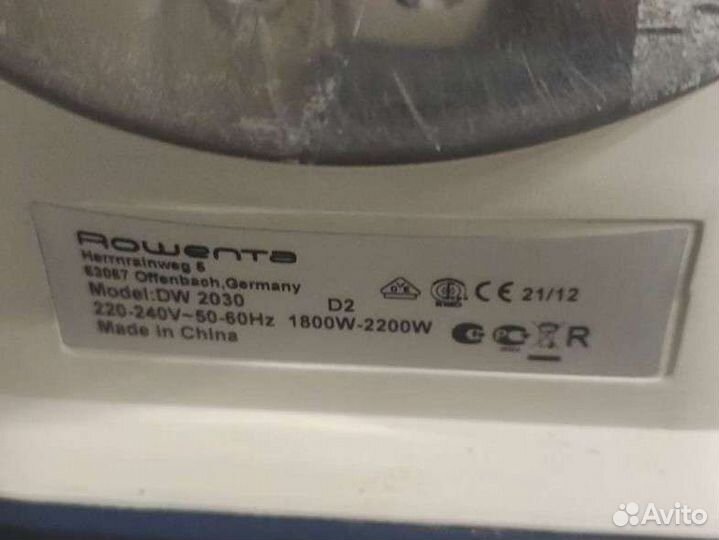 Rowenta
Herrnrainweg 5
63067 Offenbach,Germany
Model:DW 2030 D2
220-240V~50-60Hz 1800W-2200W
Made in China
CE 21/12
R
Avito